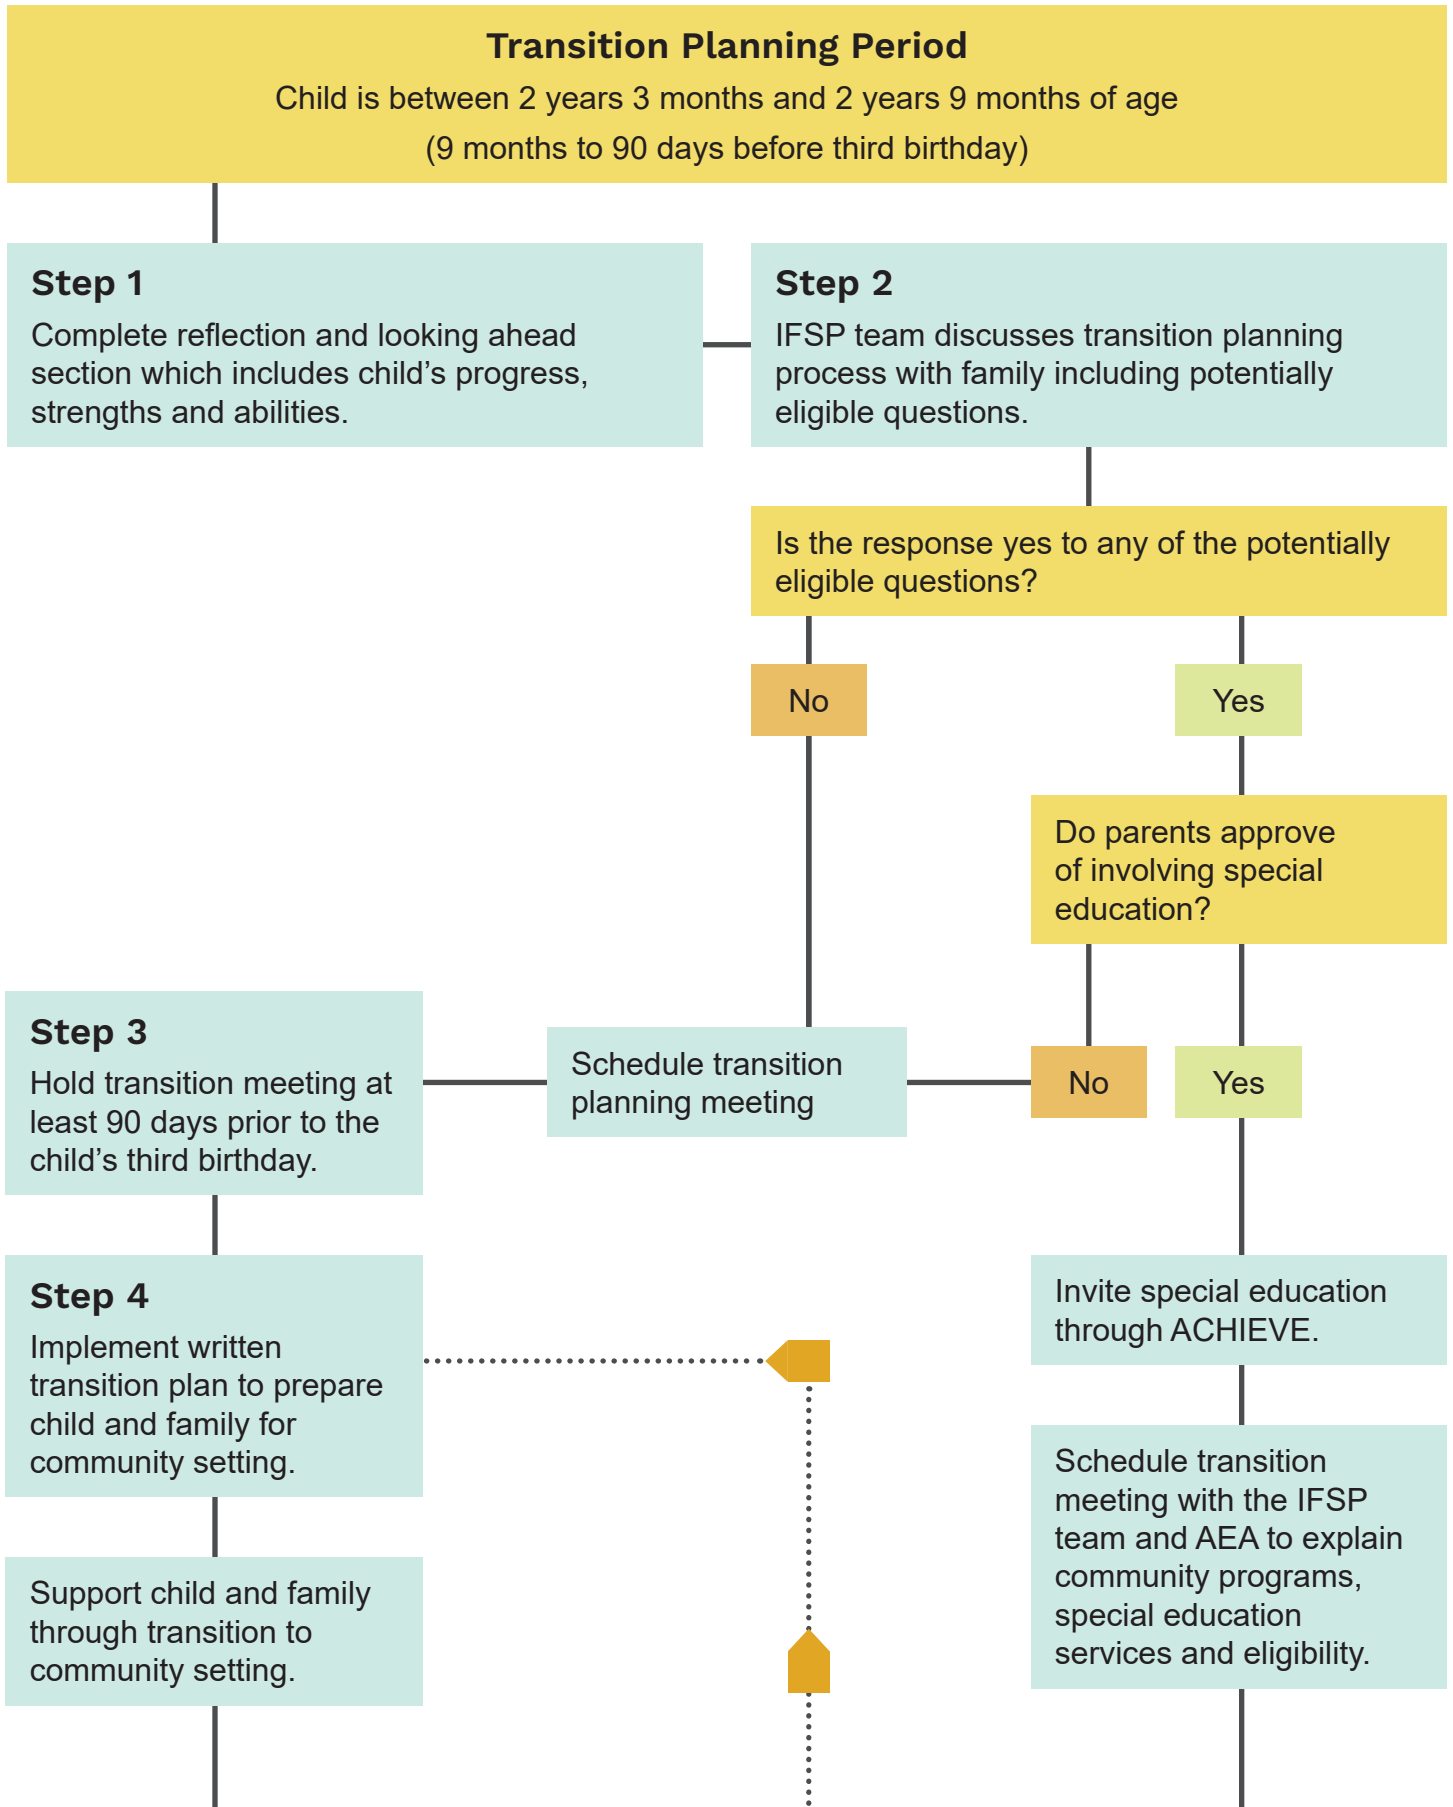 Transition Planning Period
Child is between 2 years 3 months and 2 years 9 months of age
(9 months to 90 days before third birthday)
Step 1
Complete reflection and looking ahead
section which includes child’s progress,
strengths and abilities.
Step 2
IFSP team discusses transition planning
process with family including potentially
eligible questions.
Is the response yes to any of the potentially
eligible questions?
No
Yes
Do parents approve
of involving special
education?
Step 3
Hold transition meeting at
least 90 days prior to the
child’s third birthday.
Schedule transition
planning meeting
No
Yes
Step 4
Implement written
transition plan to prepare
child and family for
community setting.
Invite special education
through ACHIEVE.
Schedule transition
meeting with the IFSP
team and AEA to explain
community programs,
special education
services and eligibility.
Support child and family
through transition to
community setting.